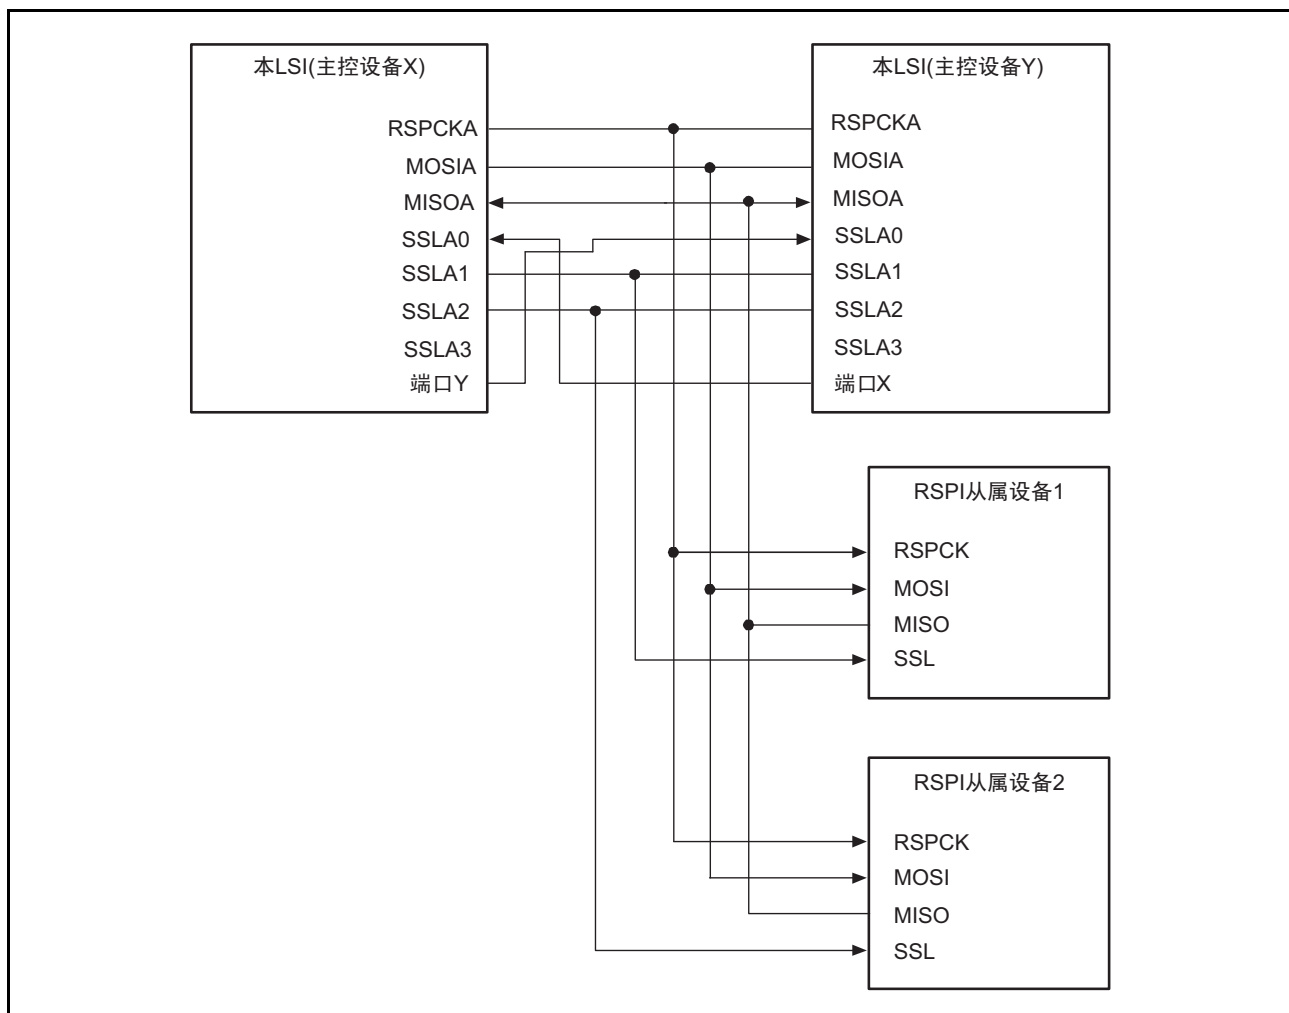 本LSI(主控设备X)
RSPCKA
MOSIA
MISOA
SSLA0
SSLA1
SSLA2
SSLA3
端口Y
本LSI(主控设备Y)
RSPCKA
MOSIA
MISOA
SSLA0
SSLA1
SSLA2
SSLA3
端口X
RSPI从属设备1
RSPCK
MOSI
MISO
SSL
RSPI从属设备2
RSPCK
MOSI
MISO
SSL